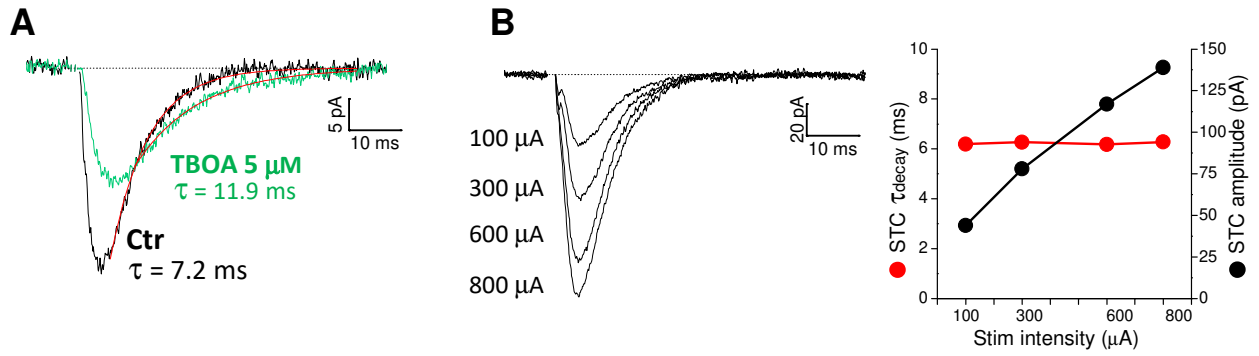 A
TBOA 5 μM
τ = 11.9 ms
Ctr
τ = 7.2 ms
5 pA
10 ms
B
100 μA
300 μA
600 μA
800 μA
20 pA
10 ms
STC τdecay (ms)
10
8
6
4
2
0
100
300
600
800
Stim intensity (μA)
150
125
100
75
50
25
0
STC amplitude (pA)